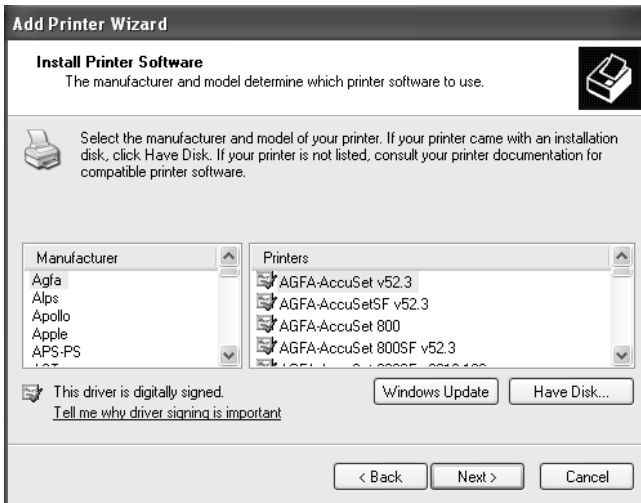 Add Printer Wizard
Install Printer Software
The manufacturer and model determine which printer software to use.
Select the manufacturer and model of your printer. If your printer came with an installation
disk, click Have Disk. If your printer is not listed, consult your printer documentation for
compatible printer software.
Manufacturer
Agfa
Alps
Apollo
Apple
APS-PS
Printers
AGFA-AccuSet v52.3
AGFA-AccuSetSF v52.3
AGFA-AccuSet 800
AGFA-AccuSet 800SF v52.3
This driver is digitally signed.
Tell me why driver signing is important
Windows Update
Have Disk...
< Back
Next >
Cancel